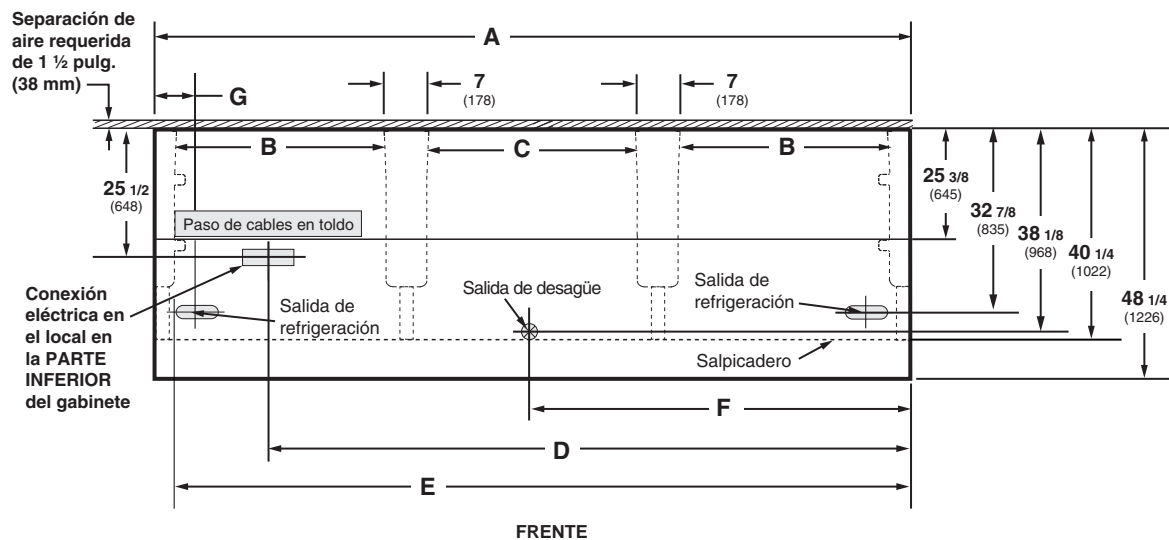 Separación de
aire requerida
de 1 ½ pulg.
(38 mm)
A
G
7
(178)
7
(178)
B
C
B
25 1/2
(648)
25 3/8
(645)
32 7/8
(835)
38 1/8
(968)
40 1/4
(1022)
48 1/4
(1226)
Paso de cables en toldo
Conexión
eléctrica en
el local en
la PARTE
INFERIOR
del gabinete
Salida de
refrigeración
Salida de desagüe
Salida de
refrigeración
Salpicadero
F
D
E
FRENTE